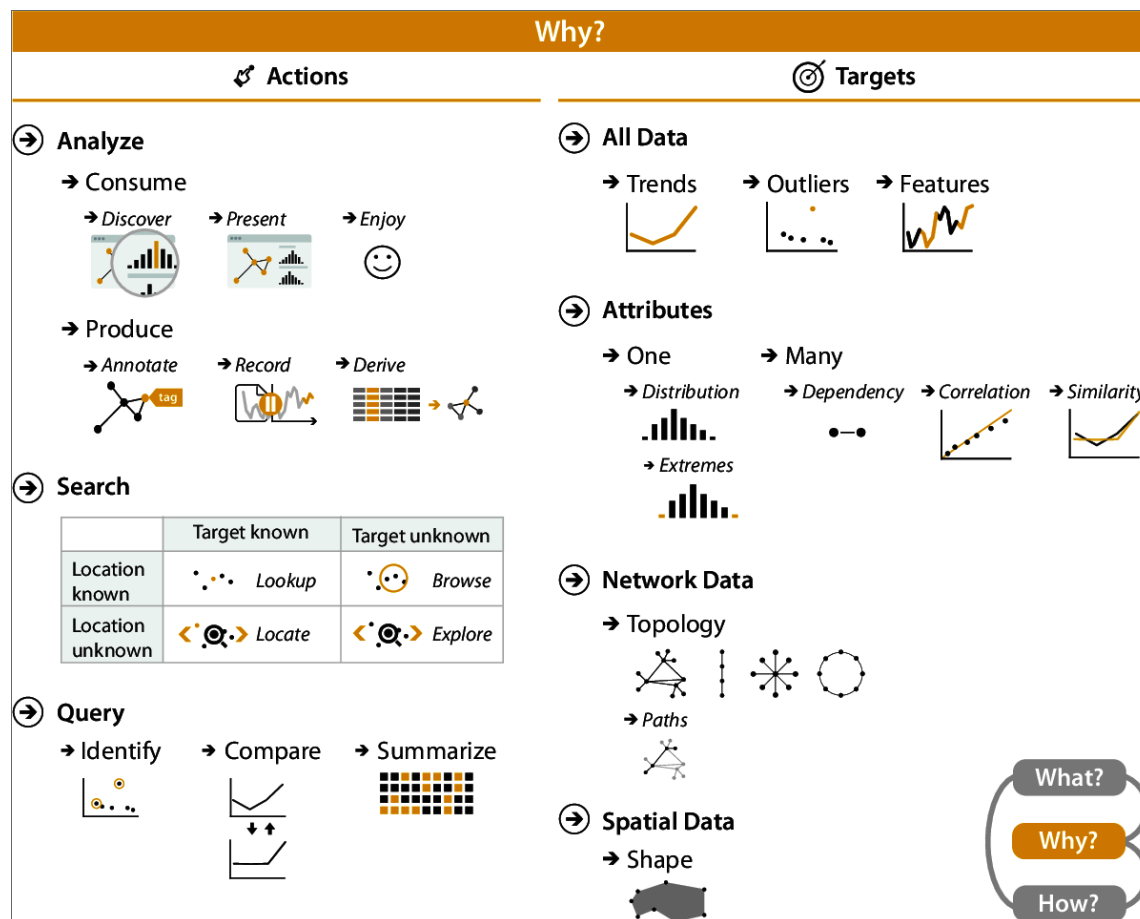 Why?
Actions
Analyze
Consume
Discover
Present
Enjoy
Produce
Annotate
Record
Derive
tag
Search
Target known
Target unknown
Location
known
Lookup
Browse
Location
unknown
Locate
Explore
Query
Identify
Compare
Summarize
Targets
All Data
Trends
Outliers
Features
Attributes
One
Many
Distribution
Dependency
Correlation
Similarity
Extremes
Network Data
Topology
Paths
Spatial Data
Shape
What?
Why?
How?